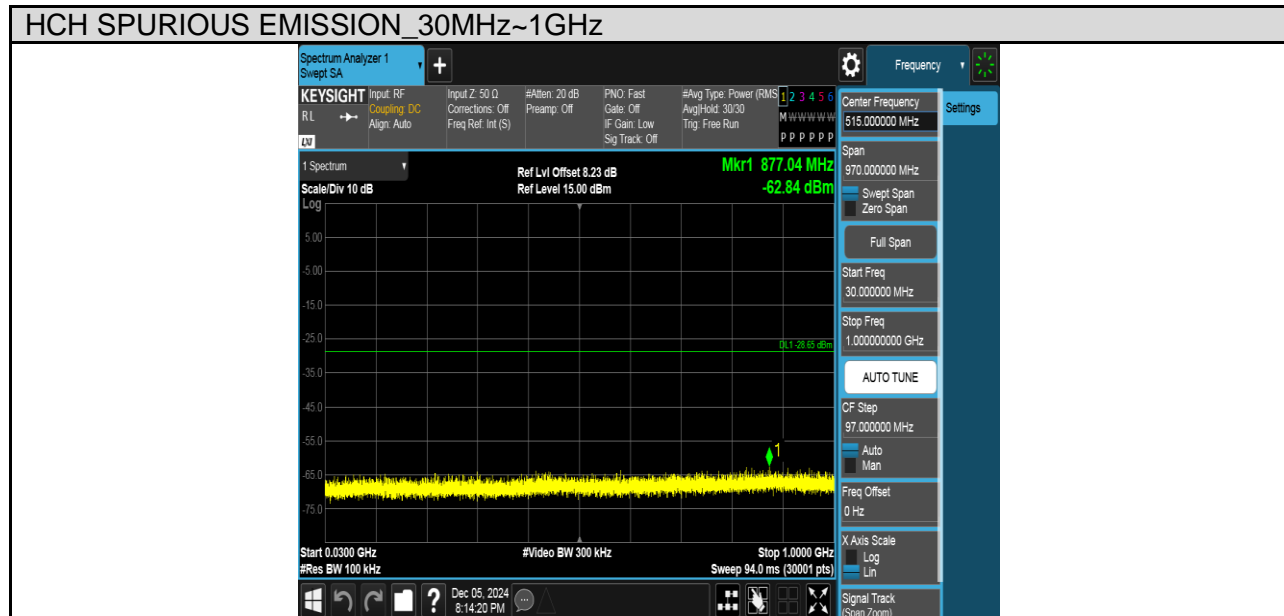 HCH SPURIOUS EMISSION_30MHz~1GHz
Spectrum Analyzer 1
Swept SA
Frequency
KEYSIGHT
RL
LXI
Input: RF
Coupling: DC
Align: Auto
Input Z: 50 Ω
Corrections: Off
Freq Ref: Int (S)
#Atten: 20 dB
Preamp: Off
PNO: Fast
Gate: Off
IF Gain: Low
Sig Track: Off
#Avg Type: Power (RMS
Avg|Hold: 30/30
Trig: Free Run
1 2 3 4 5 6
M W W W W W
P P P P P P
1 Spectrum
Scale/Div 10 dB
Log
Ref Lvl Offset 8.23 dB
Ref Level 15.00 dBm
Mkr1 877.04 MHz
-62.84 dBm
5.00
-5.00
-15.0
-25.0
DL1 -28.65 dBm
-35.0
-45.0
-55.0
1
-65.0
-75.0
Start 0.0300 GHz
#Res BW 100 kHz
#Video BW 300 kHz
Stop 1.0000 GHz
Sweep 94.0 ms (30001 pts)
Dec 05, 2024
8:14:20 PM
Center Frequency
515.000000 MHz
Settings
Span
970.000000 MHz
Swept Span
Zero Span
Full Span
Start Freq
30.000000 MHz
Stop Freq
1.000000000 GHz
AUTO TUNE
CF Step
97.000000 MHz
Auto
Man
Freq Offset
0 Hz
X Axis Scale
Log
Lin
Signal Track
(Span Zoom)